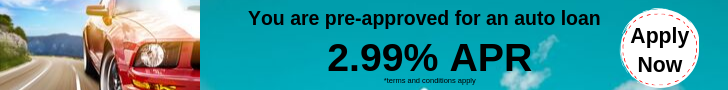 You are pre-approved for an auto loan
2.99% APR
*terms and conditions apply
Apply
Now